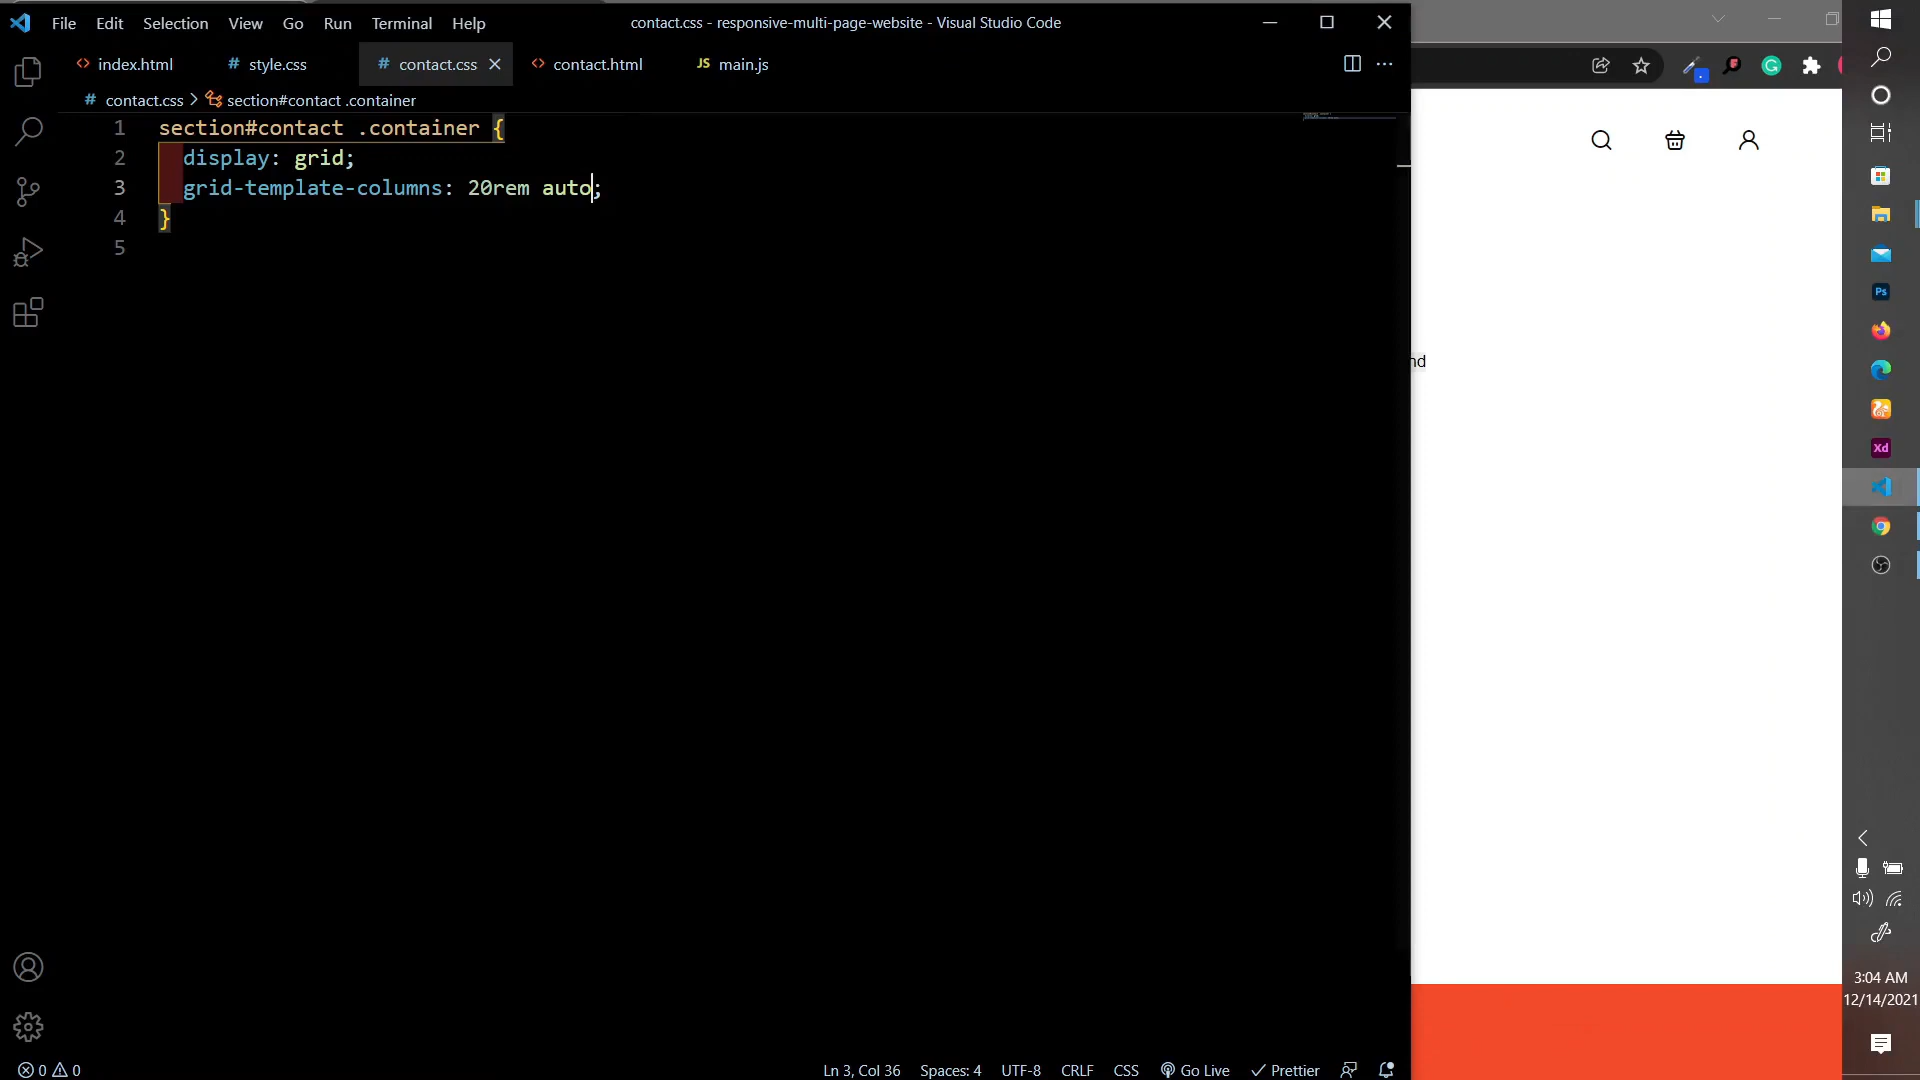 File Edit Selection View Go Run Terminal Help
contact.css - responsive-multi-page-website - Visual Studio Code
<> index.html # style.css # contact.css <> contact.html JS main.js
# contact.css > section#contact .container
1 section#contact .container {
2 display: grid;
3 grid-template-columns: 20rem auto;
4 }
5
nd
Ps
Xd
3:04 AM
12/14/2021
0 0 Ln 3, Col 36 Spaces: 4 UTF-8 CRLF CSS Go Live Prettier